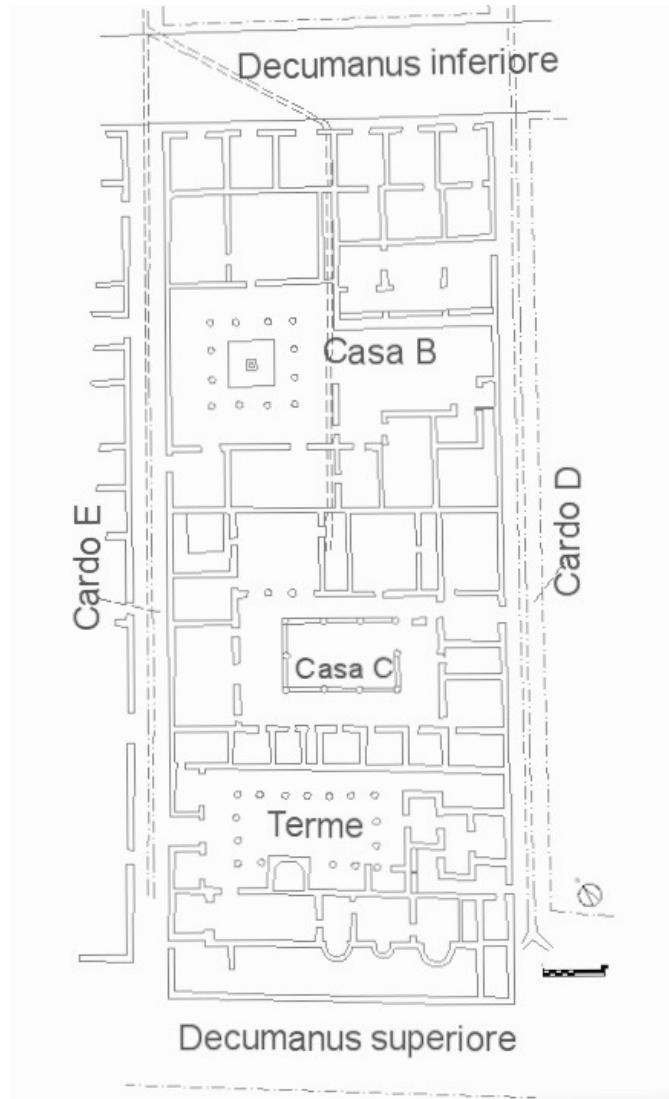 Decumanus inferiore
Casa B
Cardo E
Cardo D
Casa C
Terme
Decumanus superiore